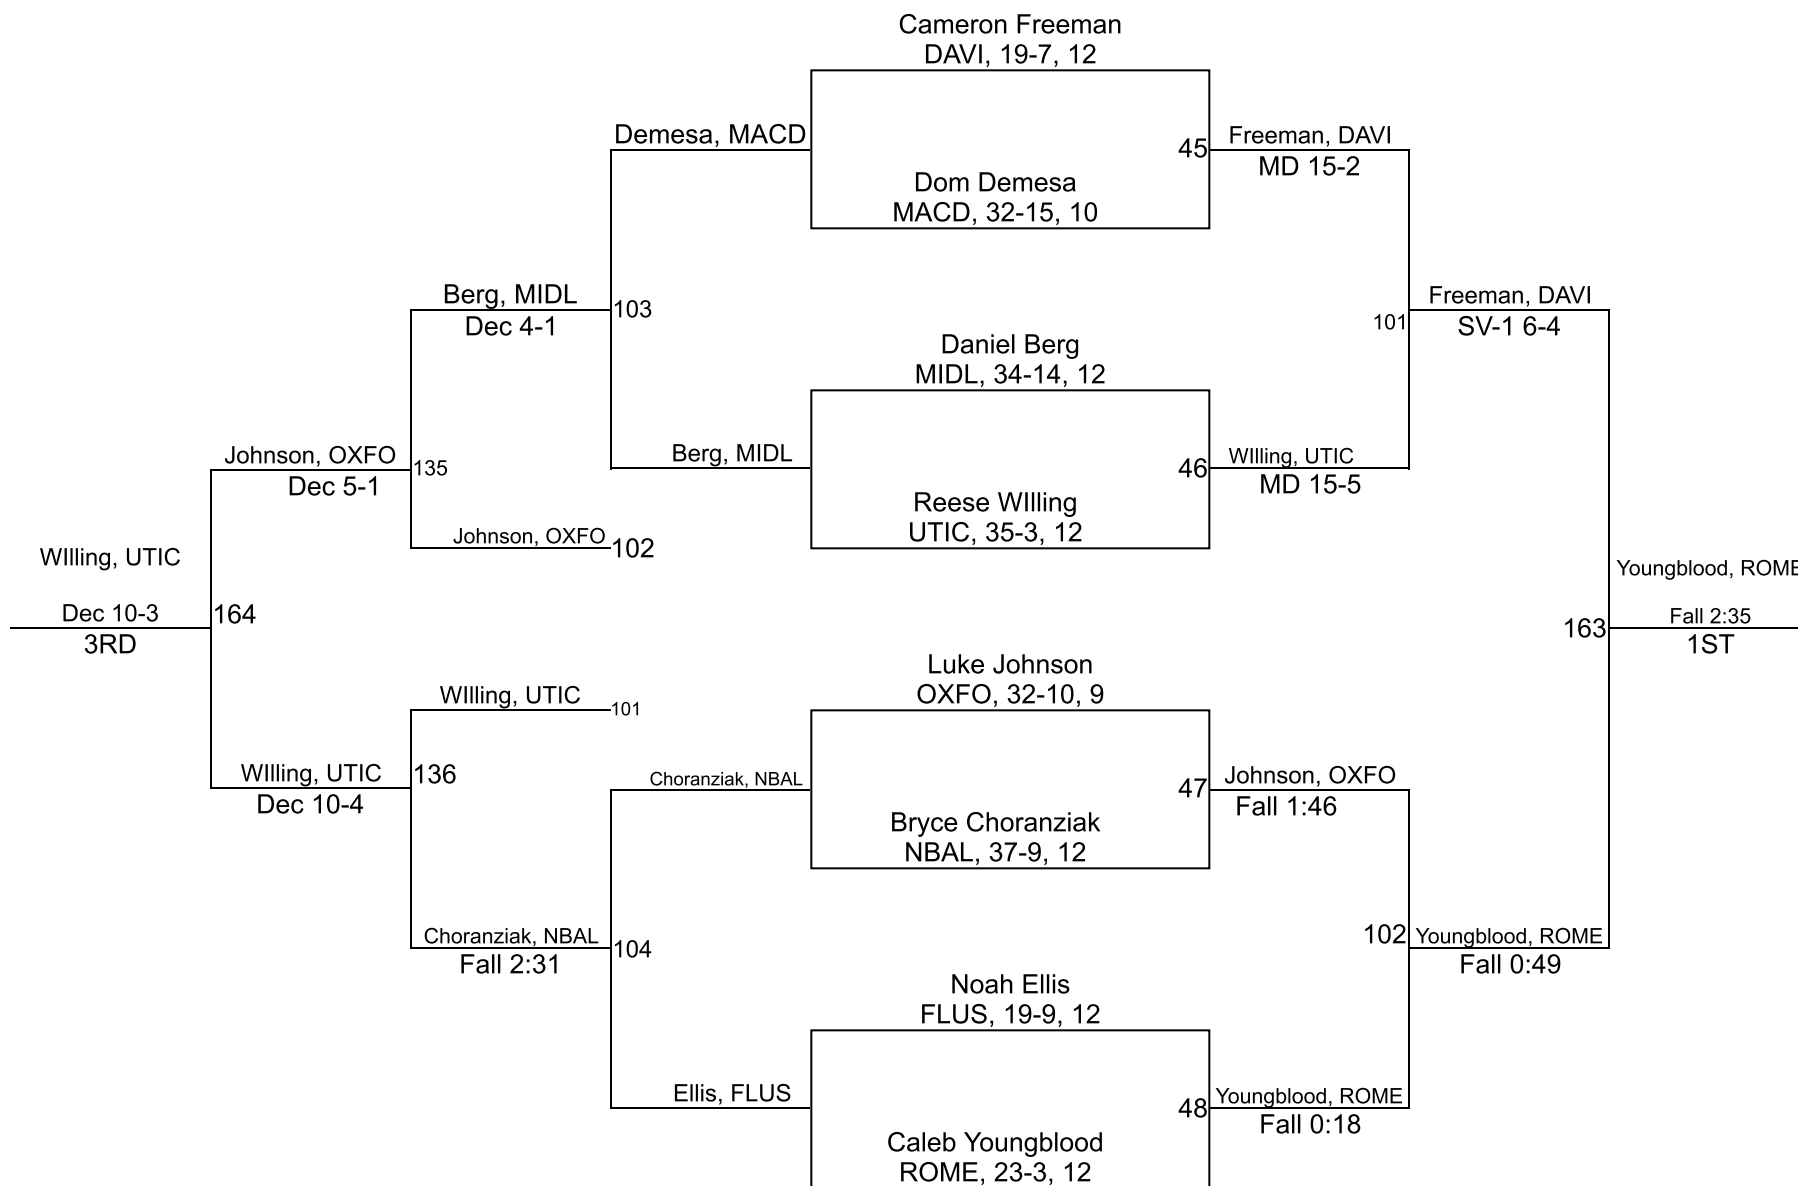 Cameron Freeman
DAVI, 19-7, 12
Demesa, MACD
45
Freeman, DAVI
MD 15-2
Dom Demesa
MACD, 32-15, 10
Berg, MIDL
103
Dec 4-1
Freeman, DAVI
101
SV-1 6-4
Daniel Berg
MIDL, 34-14, 12
Johnson, OXFO
135
Dec 5-1
Berg, MIDL
46
WIlling, UTIC
MD 15-5
Reese WIlling
UTIC, 35-3, 12
Johnson, OXFO
102
WIlling, UTIC
Dec 10-3
164
3RD
Youngblood, ROME
163
Fall 2:35
1ST
Luke Johnson
OXFO, 32-10, 9
WIlling, UTIC
101
WIlling, UTIC
136
Dec 10-4
Choranziak, NBAL
47
Johnson, OXFO
Fall 1:46
Bryce Choranziak
NBAL, 37-9, 12
Choranziak, NBAL
104
Fall 2:31
102
Youngblood, ROME
Fall 0:49
Noah Ellis
FLUS, 19-9, 12
Ellis, FLUS
48
Youngblood, ROME
Fall 0:18
Caleb Youngblood
ROME, 23-3, 12